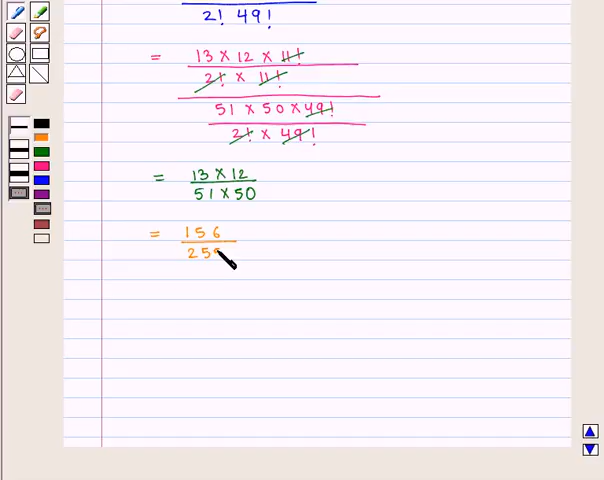 2! 49!
= 13 × 12 × 11!
2! × 11!
51 × 50 × 49!
2! × 49!
= 13 × 12
51 × 50
= 156
25